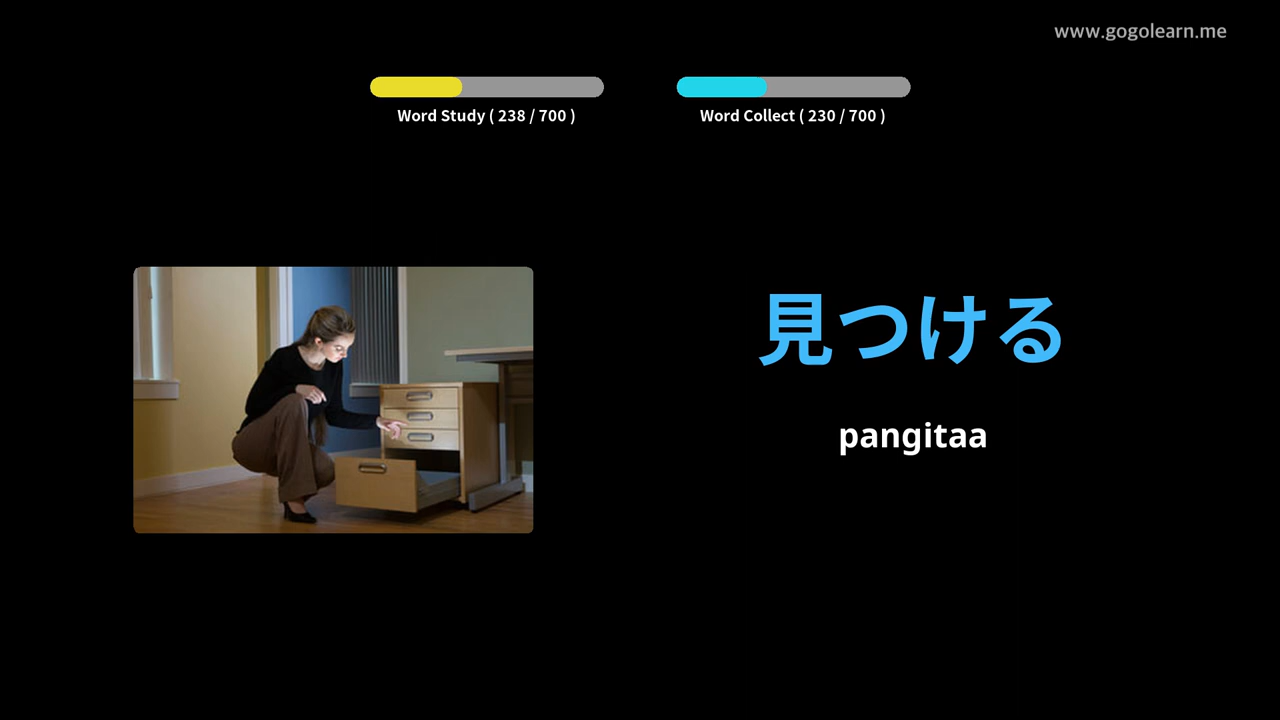 www.gogolearn.me
Word Study ( 238 / 700 )
Word Collect ( 230 / 700 )
見つける
pangitaa